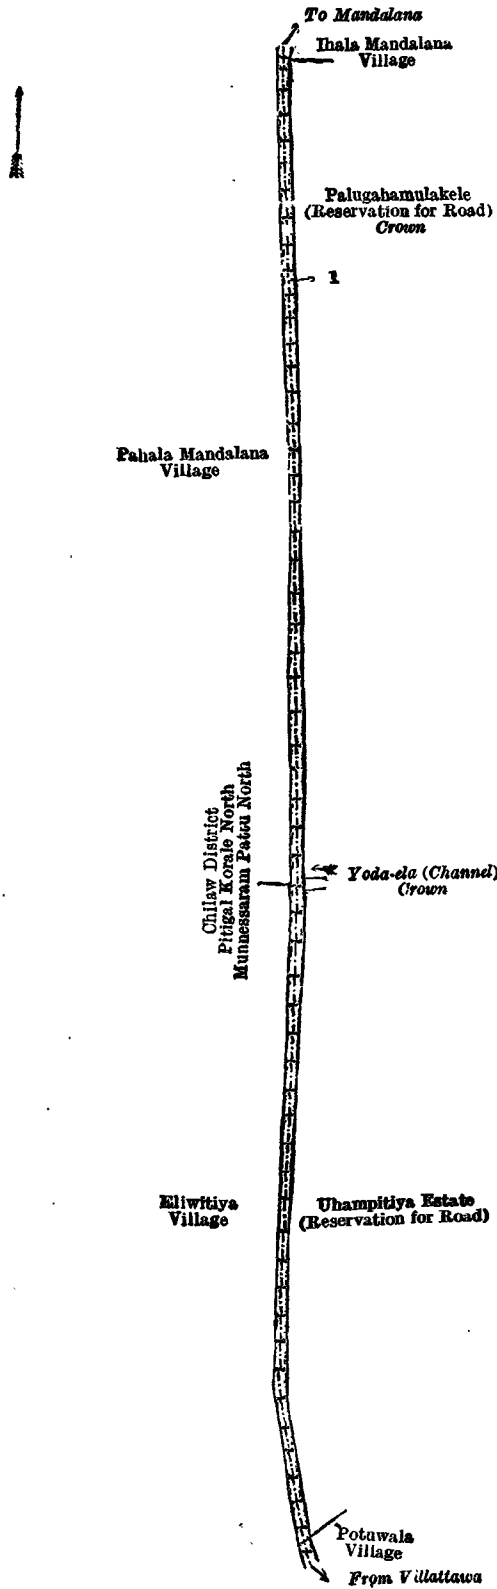 To Mandalana
Ihala Mandalana
Village
Palugahamulakele
(Reservation for Road)
Crown
1
Pahala Mandalana
Village
Chilaw District
Pitigal Korale North
Munnessaram Pattu North
Yoda-ela (Channel)
Crown
Eliwitiya
Village
Uhampitiya Estate
(Reservation for Road)
Potuwala
Village
From Villattawa